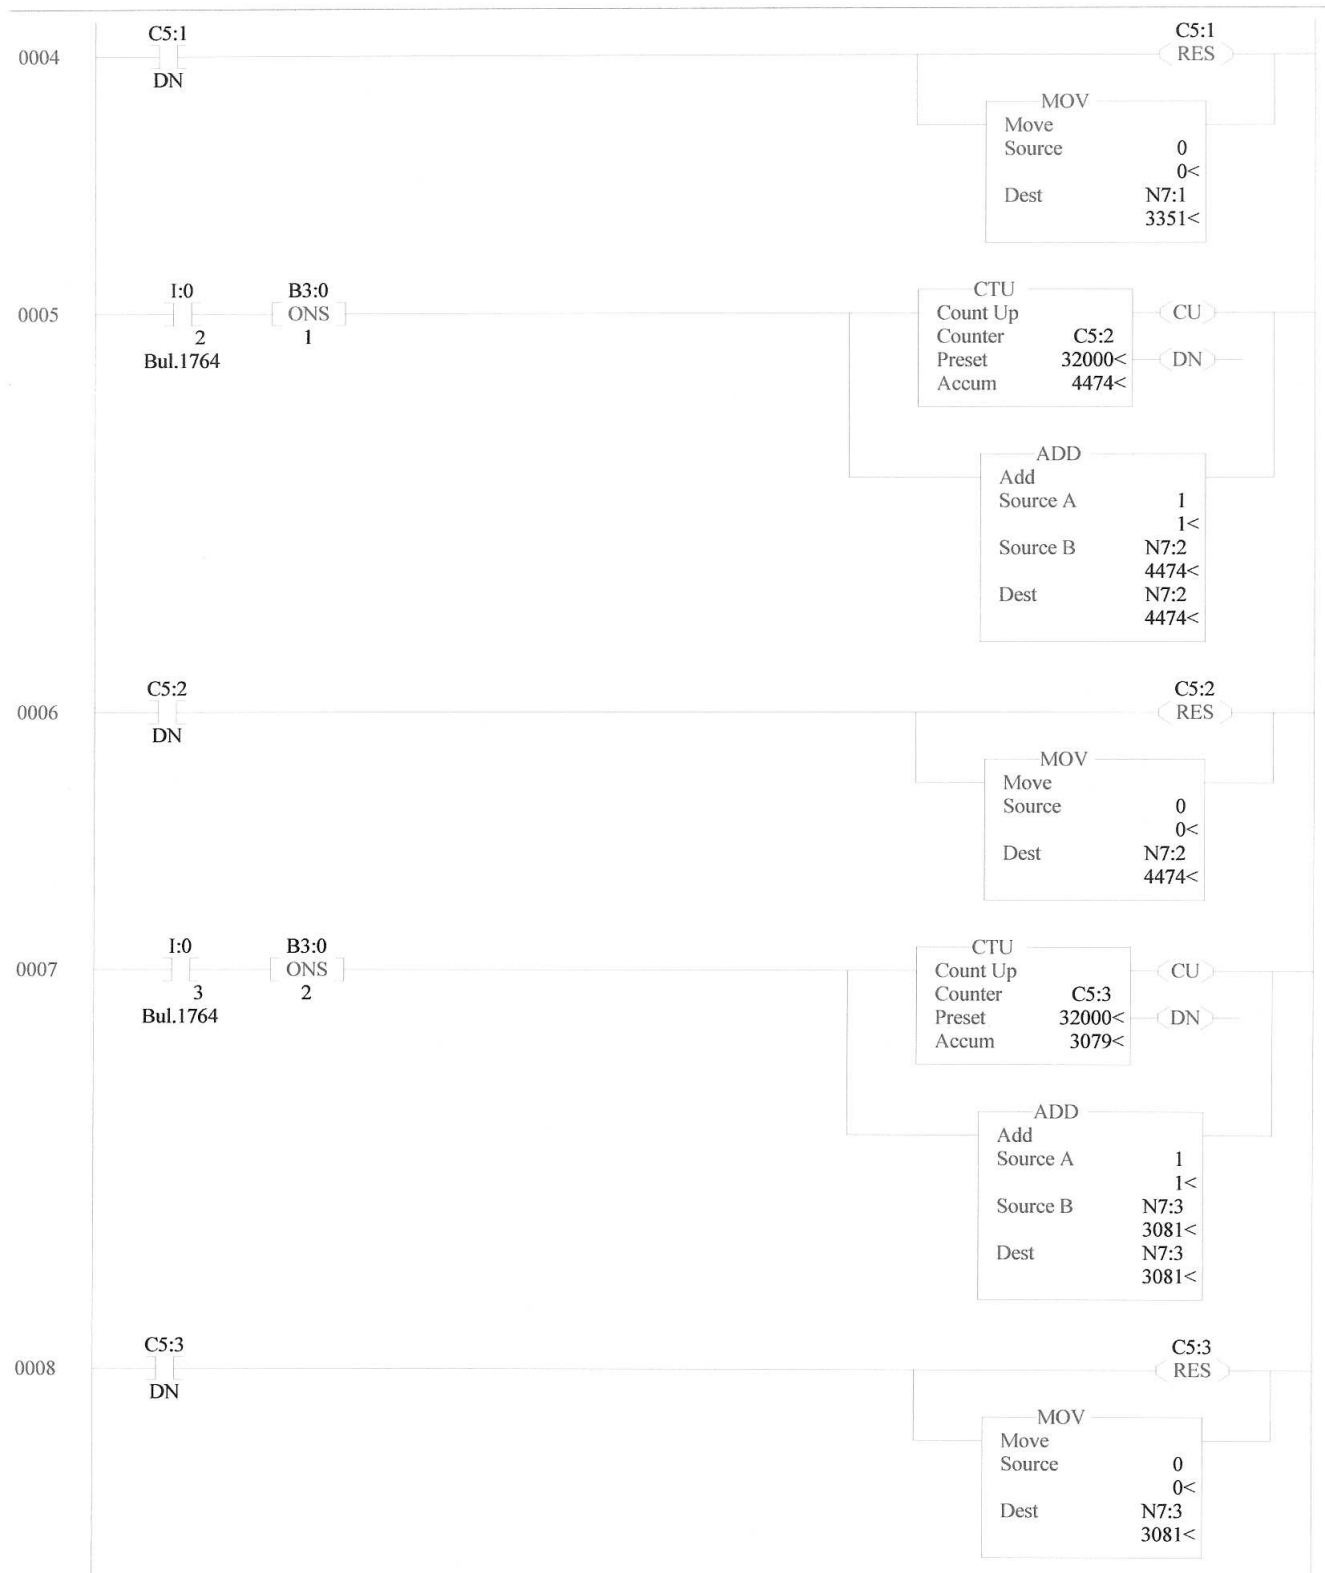 C5:1
C5:1
0004
RES
DN
MOV
Move
Source 0
0<
Dest N7:1
3351<
I:0 B3:0
CTU
0005
ONS
Count Up
CU
2
1
Counter C5:2
Bul.1764
Preset 32000<
DN
Accum 4474<
ADD
Add
Source A 1
1<
Source B N7:2
4474<
Dest N7:2
4474<
C5:2
C5:2
0006
RES
DN
MOV
Move
Source 0
0<
Dest N7:2
4474<
I:0 B3:0
CTU
0007
ONS
Count Up
CU
3
2
Counter C5:3
Bul.1764
Preset 32000<
DN
Accum 3079<
ADD
Add
Source A 1
1<
Source B N7:3
3081<
Dest N7:3
3081<
C5:3
C5:3
0008
RES
DN
MOV
Move
Source 0
0<
Dest N7:3
3081<